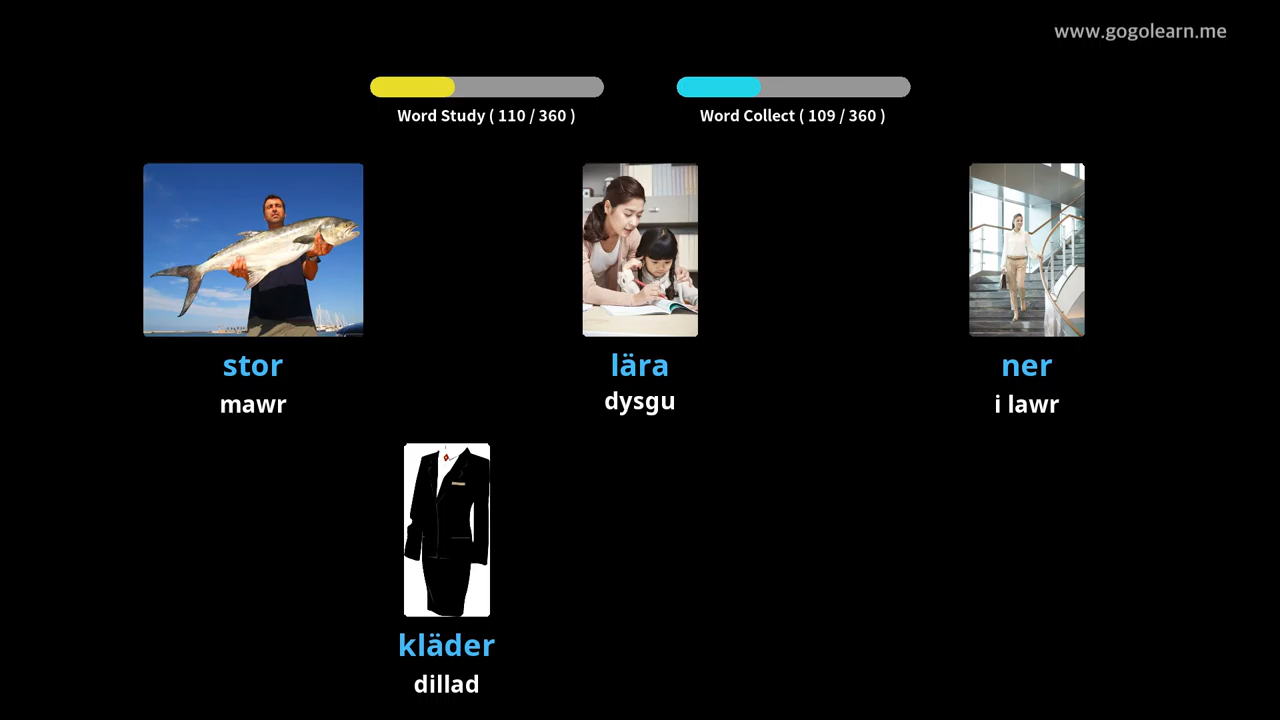 www.gogolearn.me
Word Study ( 110 / 360 )
Word Collect ( 109 / 360 )
stor
mawr
lära
dysgu
ner
i lawr
kläder
dillad